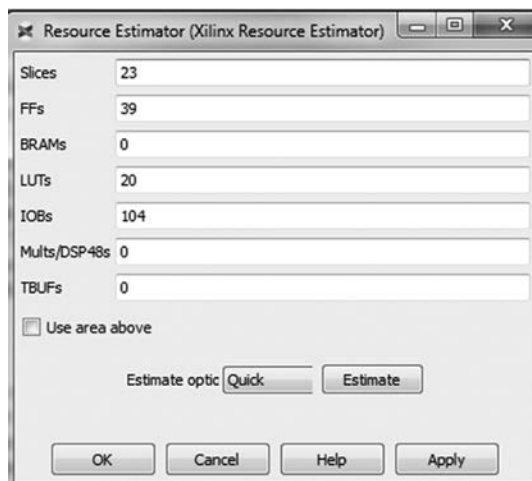 Resource Estimator (Xilinx Resource Estimator)
Slices 23
FFs 39
BRAMs 0
LUTs 20
IOBs 104
Mults/DSP48s 0
TBUFs 0
Use area above
Estimate optic Quick Estimate
OK Cancel Help Apply